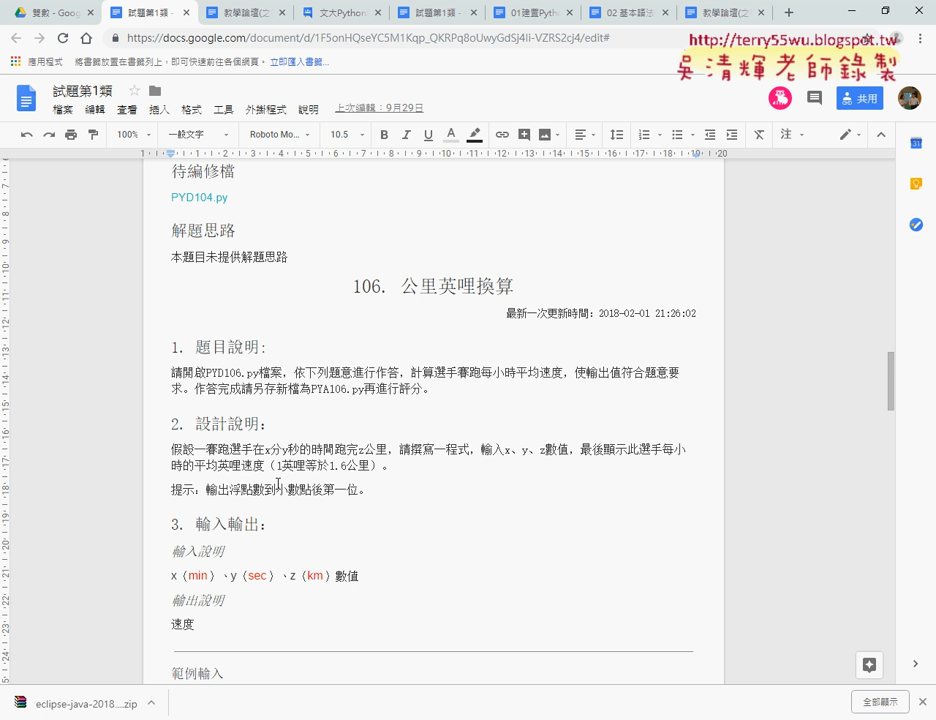 雙數 - Goog
試題第1類 -
教學論壇(之
文大Python
試題第1類 -
01建置Pyth
02 基本語法
教學論壇(之
https://docs.google.com/document/d/1F5onHQseYC5M1Kqp_QKRPq8oUwyGdSj4Ii-VZRS2cj4/edit#
http://terry55wu.blogspot.tw
吳清輝老師錄製
應用程式 將書籤放置在書籤列上，即可快速前往各個網頁。 立即匯入書籤...
試題第1類
檔案 編輯 查看 插入 格式 工具 外掛程式 說明 上次編輯：9月29日
共用
100% 一般文字 Roboto Mo... 10.5 B I U A 注
待編修檔
PYD104.py
解題思路
本題目未提供解題思路
106. 公里英哩換算
最新一次更新時間：2018-02-01 21:26:02
1. 題目說明:
請開啟PYD106.py檔案，依下列題意進行作答，計算選手賽跑每小時平均速度，使輸出值符合題意要
求。作答完成請另存新檔為PYA106.py再進行評分。
2. 設計說明：
假設一賽跑選手在x分y秒的時間跑完z公里，請撰寫一程式，輸入x、y、z數值，最後顯示此選手每小
時的平均英哩速度（1英哩等於1.6公里）。
提示：輸出浮點數到小數點後第一位。
3. 輸入輸出：
輸入說明
x（min）、y（sec）、z（km）數值
輸出說明
速度
範例輸入
eclipse-java-2018....zip
全部顯示